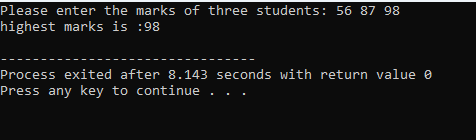 Please enter the marks of three students: 56 87 98
highest marks is :98
--------------------------------
Process exited after 8.143 seconds with return value 0
Press any key to continue . . .